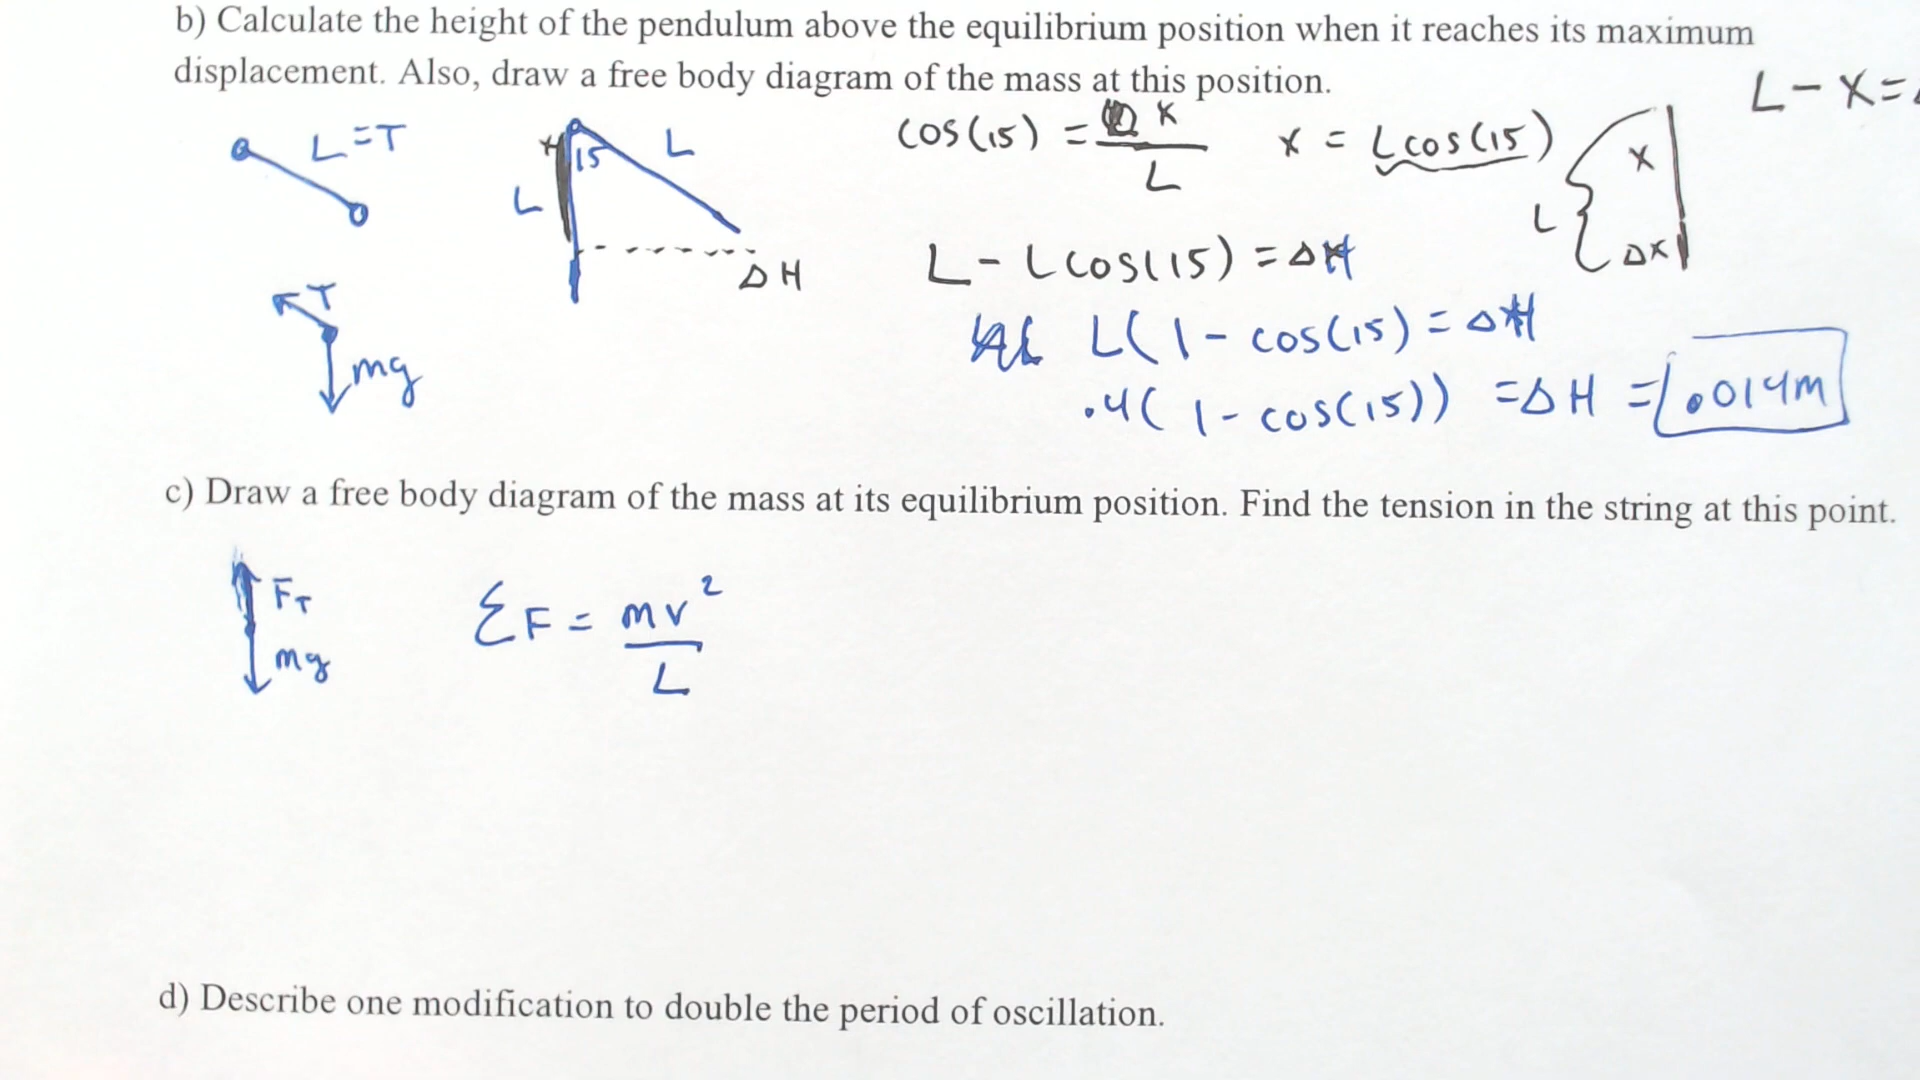 b) Calculate the height of the pendulum above the equilibrium position when it reaches its maximum
displacement. Also, draw a free body diagram of the mass at this position.
L - x =
L = T
15
L
L
ΔH
cos(15) = x/L
x = Lcos(15)
x
L
Δx
L - Lcos(15) = ΔH
T
mg
L(1 - cos(15) = ΔH
.4(1 - cos(15)) = ΔH = .014m
c) Draw a free body diagram of the mass at its equilibrium position. Find the tension in the string at this point.
F_T
mg
ΣF = mv²/L
d) Describe one modification to double the period of oscillation.